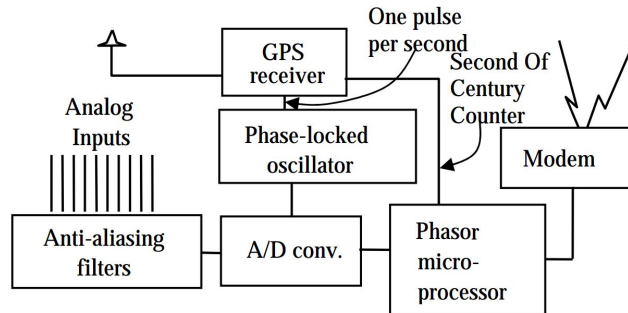 One pulse
per second
GPS
receiver
Second Of
Century
Counter
Analog
Inputs
Phase-locked
oscillator
Modem
Anti-aliasing
filters
A/D conv.
Phasor
micro-
processor